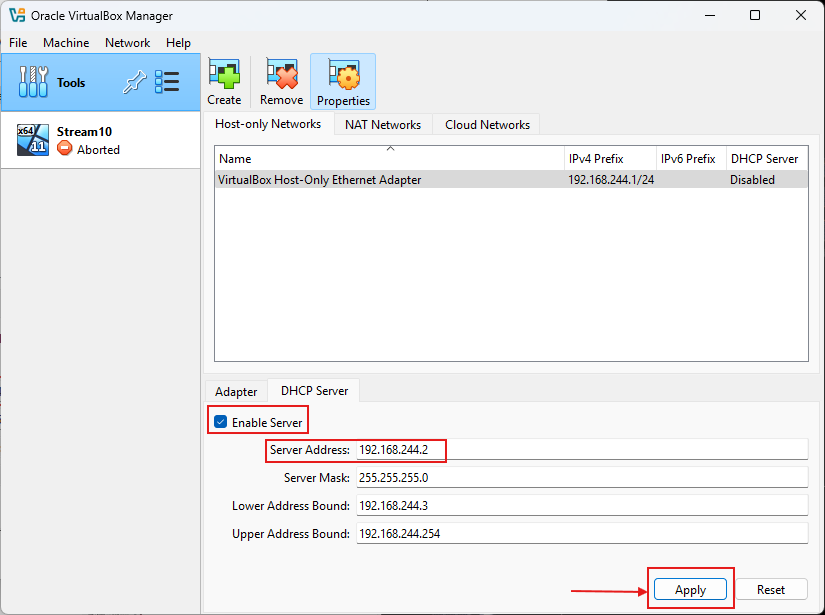 Oracle VirtualBox Manager
File Machine Network Help
Tools
Create Remove Properties
x64 11
Stream10
Aborted
Host-only Networks NAT Networks Cloud Networks
Name IPv4 Prefix IPv6 Prefix DHCP Server
VirtualBox Host-Only Ethernet Adapter 192.168.244.1/24 Disabled
Adapter DHCP Server
Enable Server
Server Address: 192.168.244.2
Server Mask: 255.255.255.0
Lower Address Bound: 192.168.244.3
Upper Address Bound: 192.168.244.254
Apply Reset